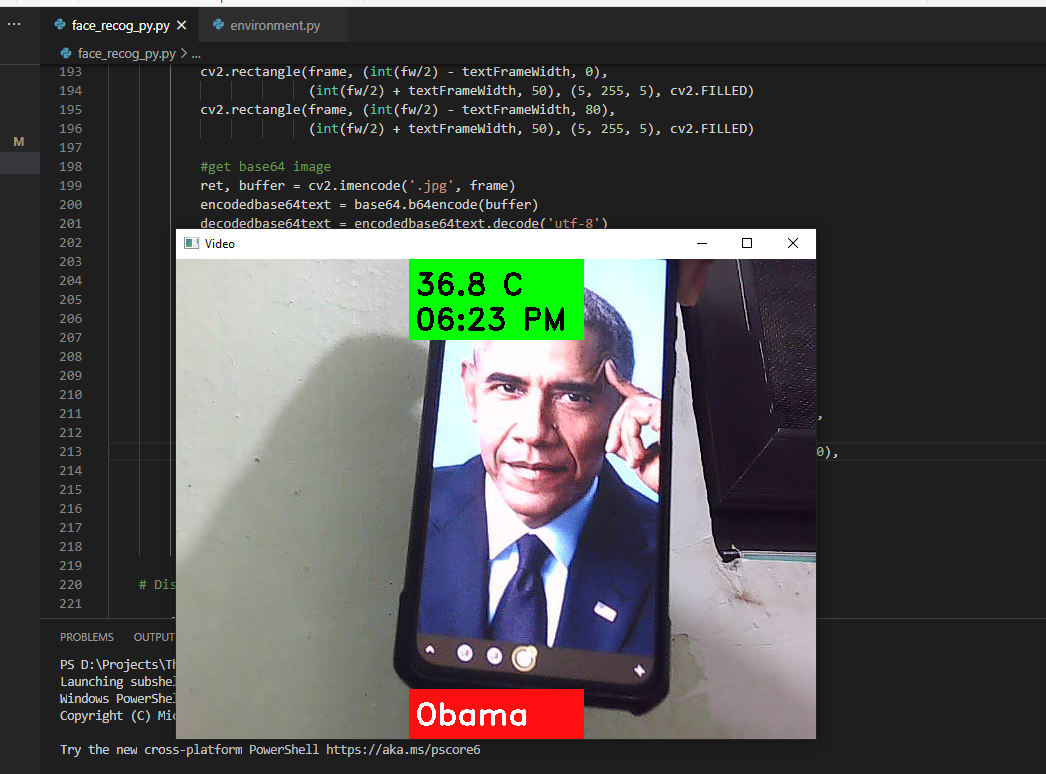 face_recog_py.py
environment.py
face_recog_py.py > ...
193 cv2.rectangle(frame, (int(fw/2) - textFrameWidth, 0),
194 (int(fw/2) + textFrameWidth, 50), (5, 255, 5), cv2.FILLED)
195 cv2.rectangle(frame, (int(fw/2) - textFrameWidth, 80),
196 (int(fw/2) + textFrameWidth, 50), (5, 255, 5), cv2.FILLED)
M
197
198 #get base64 image
199 ret, buffer = cv2.imencode('.jpg', frame)
200 encodedbase64text = base64.b64encode(buffer)
201 decodedbase64text = encodedbase64text.decode('utf-8')
202
Video
203
204
36.8 C
205
206
06:23 PM
207
208
209
210
211 ,
212
213 0),
214
215
216
217
218
219
220 # Dis
221
PROBLEMS OUTPUT
PS D:\Projects\Th
Launching subshel
Windows PowerShel
Copyright (C) Mic
Obama
Try the new cross-platform PowerShell https://aka.ms/pscore6